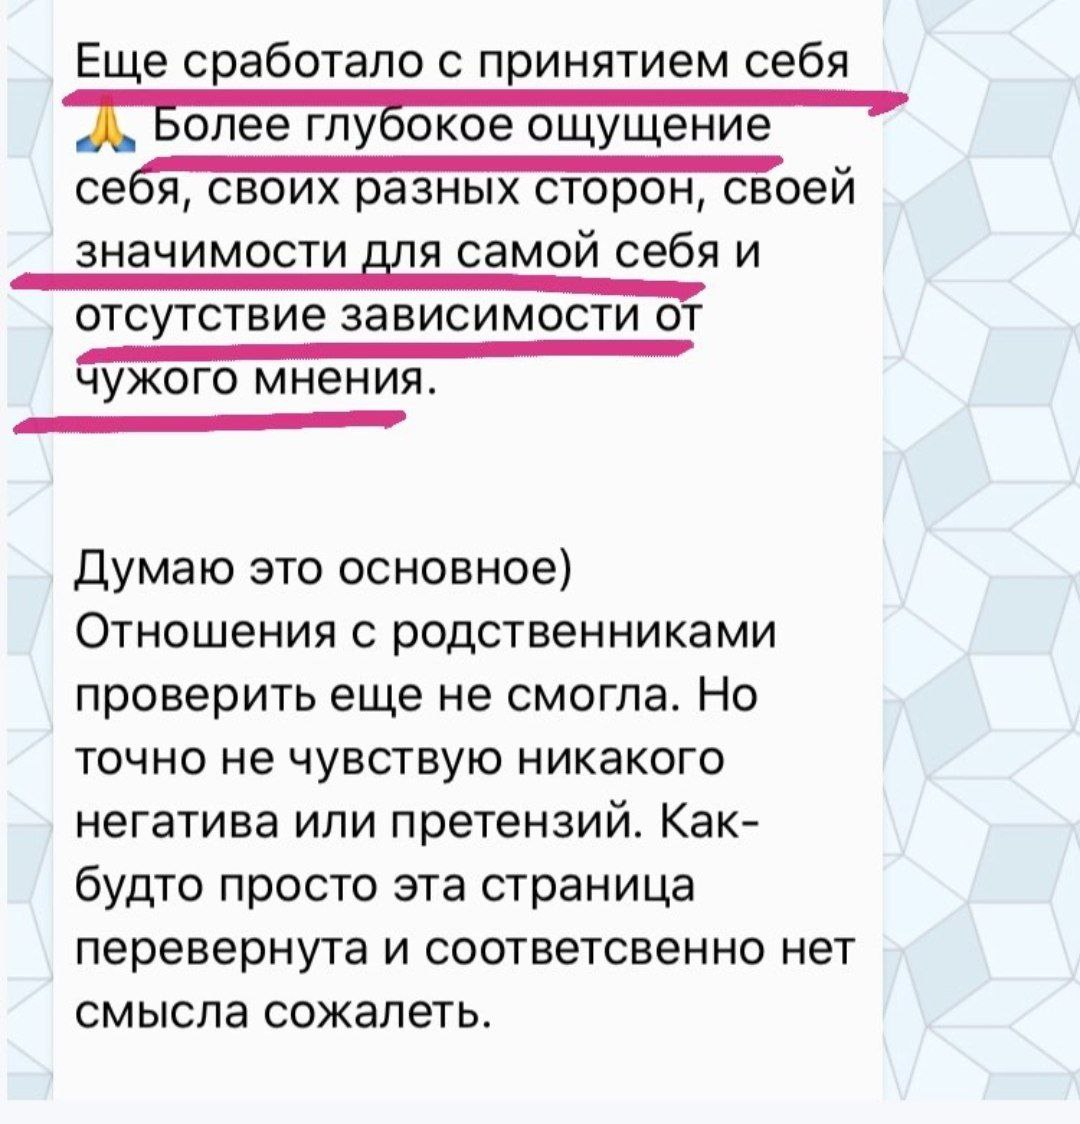 Еще сработало с принятием себя
🙏 Более глубокое ощущение
себя, своих разных сторон, своей
значимости для самой себя и
отсутствие зависимости от
чужого мнения.
Думаю это основное)
Отношения с родственниками
проверить еще не смогла. Но
точно не чувствую никакого
негатива или претензий. Как-
будто просто эта страница
перевернута и соответсвенно нет
смысла сожалеть.